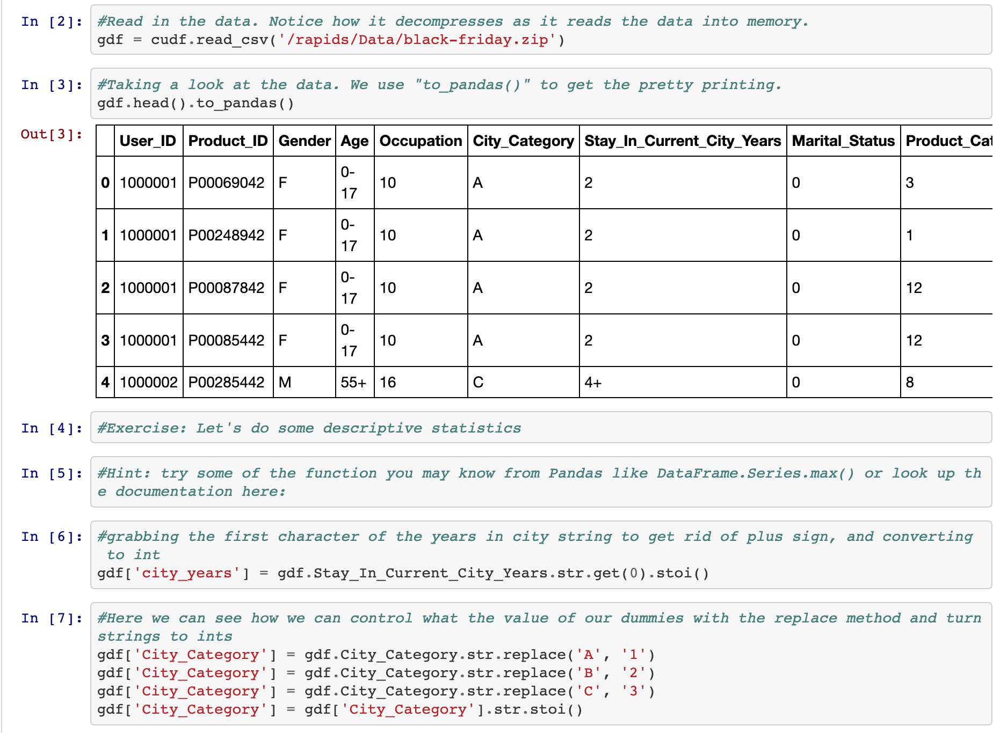 In [2]: #Read in the data. Notice how it decompresses as it reads the data into memory.
gdf = cudf.read_csv('/rapids/Data/black-friday.zip')
In [3]: #Taking a look at the data. We use "to_pandas()" to get the pretty printing.
gdf.head().to_pandas()
Out[3]:
User_ID Product_ID Gender Age Occupation City_Category Stay_In_Current_City_Years Marital_Status Product_Cat
0 1000001 P00069042 F 0-17 10 A 2 0 3
1 1000001 P00248942 F 0-17 10 A 2 0 1
2 1000001 P00087842 F 0-17 10 A 2 0 12
3 1000001 P00085442 F 0-17 10 A 2 0 12
4 1000002 P00285442 M 55+ 16 C 4+ 0 8
In [4]: #Exercise: Let's do some descriptive statistics
In [5]: #Hint: try some of the function you may know from Pandas like DataFrame.Series.max() or look up th
e documentation here:
In [6]: #grabbing the first character of the years in city string to get rid of plus sign, and converting
to int
gdf['city_years'] = gdf.Stay_In_Current_City_Years.str.get(0).stoi()
In [7]: #Here we can see how we can control what the value of our dummies with the replace method and turn
strings to ints
gdf['City_Category'] = gdf.City_Category.str.replace('A', '1')
gdf['City_Category'] = gdf.City_Category.str.replace('B', '2')
gdf['City_Category'] = gdf.City_Category.str.replace('C', '3')
gdf['City_Category'] = gdf['City_Category'].str.stoi()